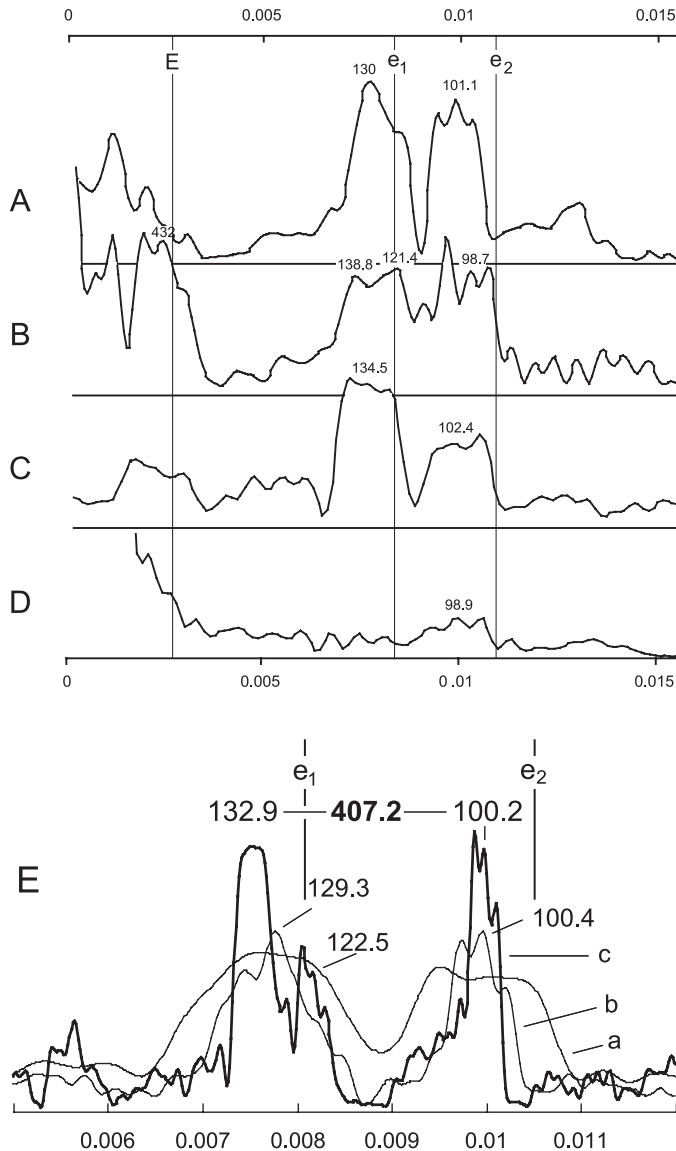 0 0.005 0.01 0.015
E e₁ e₂
130 101.1
A
432
138.8 - 121.4 98.7
B
134.5
102.4
C
98.9
D
0 0.005 0.01 0.015
e₁ e₂
132.9 — 407.2 — 100.2
E
129.3 100.4
122.5 c
b
a
0.006 0.007 0.008 0.009 0.01 0.011